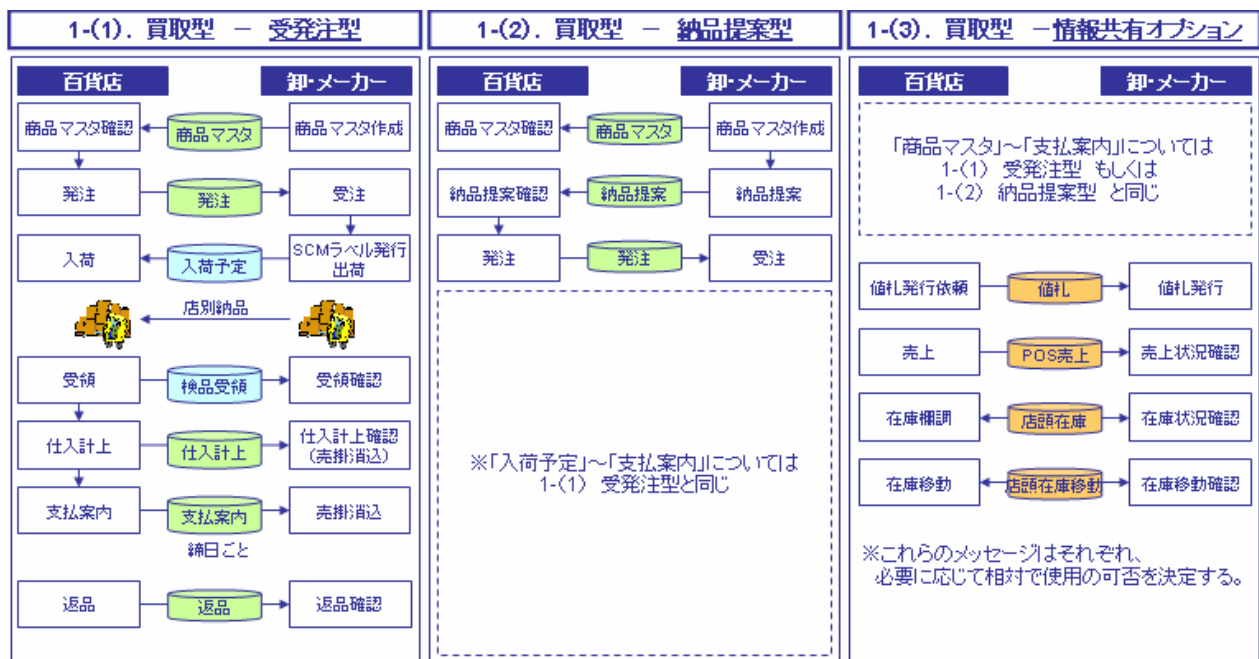 1-(1). 買取型 － 受発注型
百貨店
卸・メーカー
商品マスタ確認
商品マスタ
商品マスタ作成
発注
発注
受注
入荷
入荷予定
SCMラベル発行
出荷
店別納品
受領
検品受領
受領確認
仕入計上
仕入計上
仕入計上確認
(売掛消込)
支払案内
支払案内
売掛消込
締日ごと
返品
返品
返品確認
1-(2). 買取型 － 納品提案型
百貨店
卸・メーカー
商品マスタ確認
商品マスタ
商品マスタ作成
納品提案確認
納品提案
納品提案
発注
発注
受注
※「入荷予定」～「支払案内」については
1-(1) 受発注型と同じ
1-(3). 買取型 －情報共有オプション
百貨店
卸・メーカー
「商品マスタ」～「支払案内」については
1-(1) 受発注型 もしくは
1-(2) 納品提案型 と同じ
値札発行依頼
値札
値札発行
売上
POS売上
売上状況確認
在庫棚調
店頭在庫
在庫状況確認
在庫移動
店頭在庫移動
在庫移動確認
※これらのメッセージはそれぞれ、
必要に応じて相対で使用の可否を決定する。